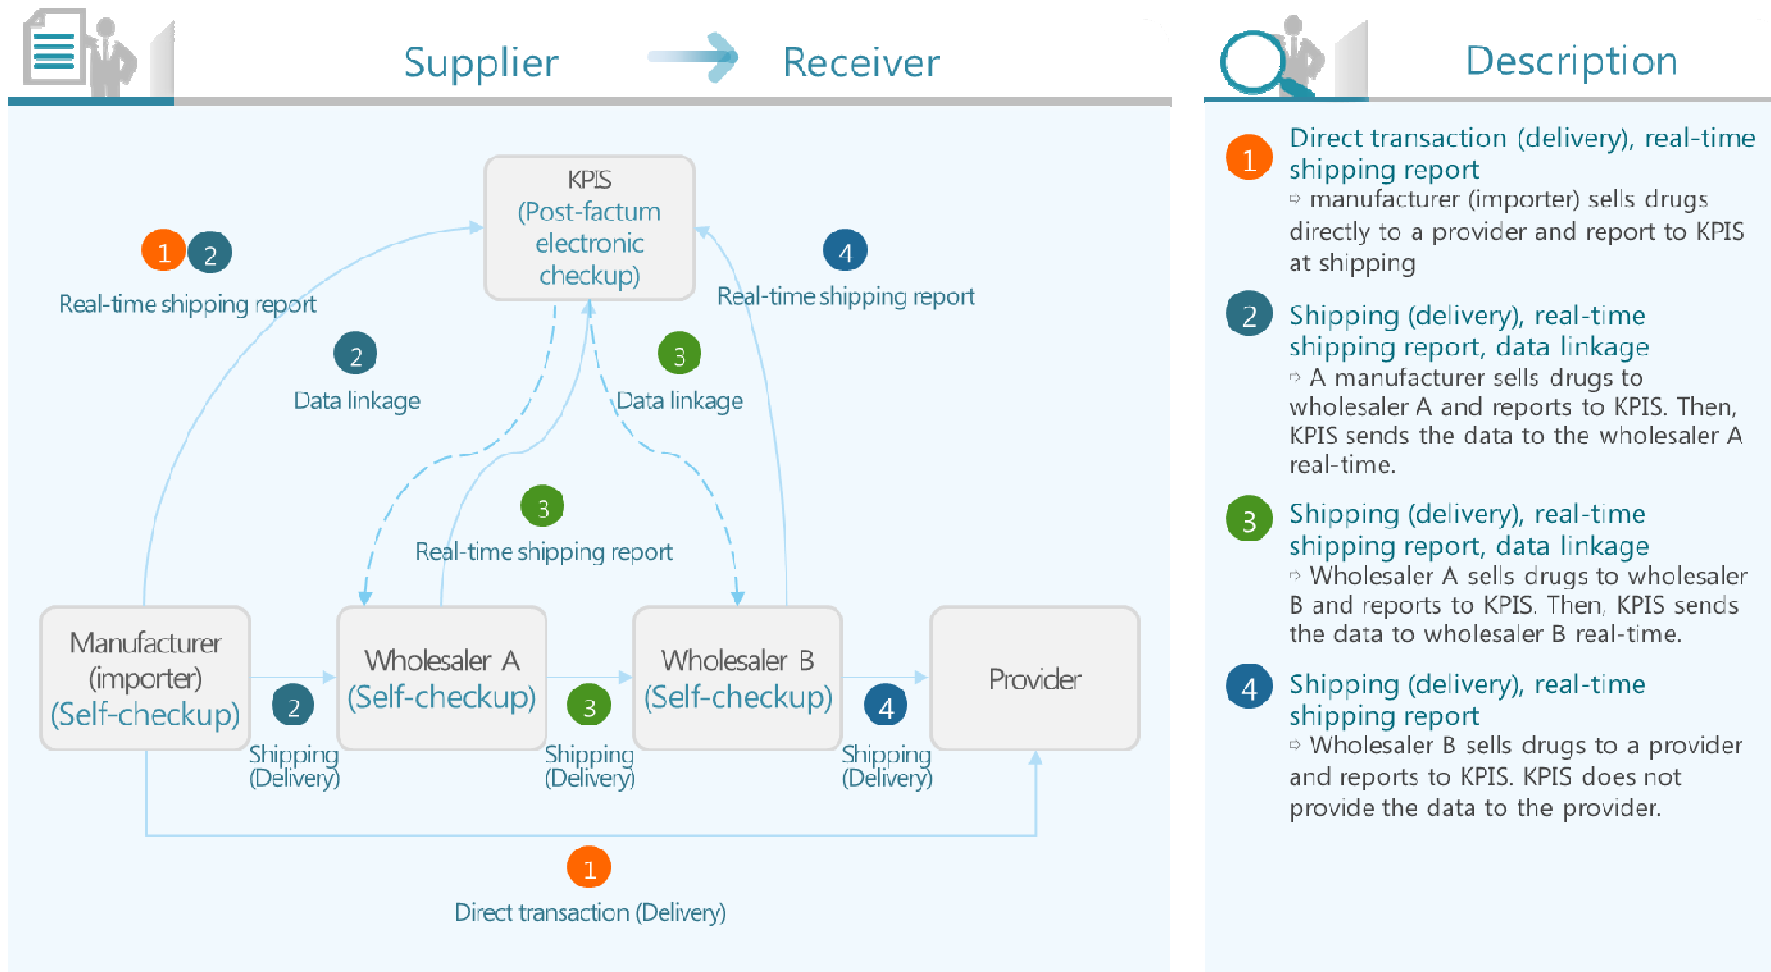 Supplier
Receiver
KPIS
(Post-factum
electronic
checkup)
1
2
Real-time shipping report
4
Real-time shipping report
2
Data linkage
3
Data linkage
3
Real-time shipping report
Manufacturer
(importer)
(Self-checkup)
2
Shipping
(Delivery)
Wholesaler A
(Self-checkup)
3
Shipping
(Delivery)
Wholesaler B
(Self-checkup)
4
Shipping
(Delivery)
Provider
1
Direct transaction (Delivery)
Description
1
Direct transaction (delivery), real-time
shipping report
⇨ manufacturer (importer) sells drugs
directly to a provider and report to KPIS
at shipping
2
Shipping (delivery), real-time
shipping report, data linkage
⇨ A manufacturer sells drugs to
wholesaler A and reports to KPIS. Then,
KPIS sends the data to the wholesaler A
real-time.
3
Shipping (delivery), real-time
shipping report, data linkage
⇨ Wholesaler A sells drugs to wholesaler
B and reports to KPIS. Then, KPIS sends
the data to wholesaler B real-time.
4
Shipping (delivery), real-time
shipping report
⇨ Wholesaler B sells drugs to a provider
and reports to KPIS. KPIS does not
provide the data to the provider.